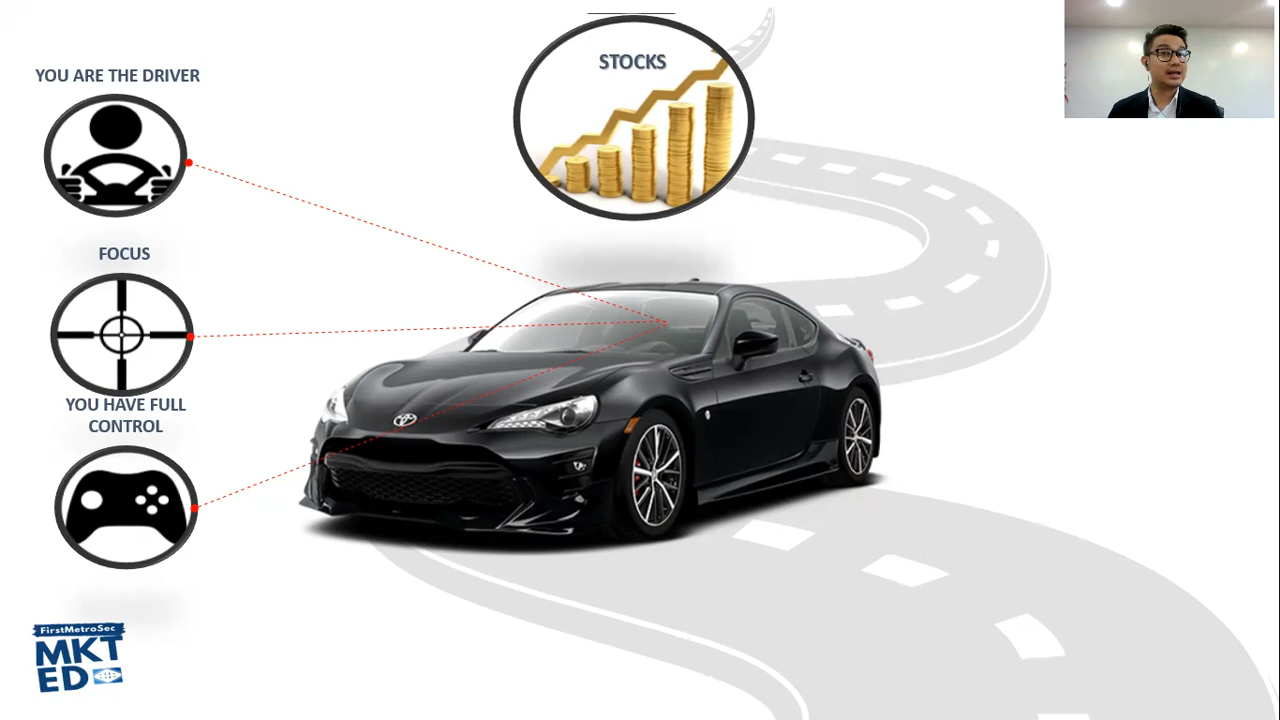 STOCKS
YOU ARE THE DRIVER
FOCUS
YOU HAVE FULL
CONTROL
FirstMetroSec
MKT
ED